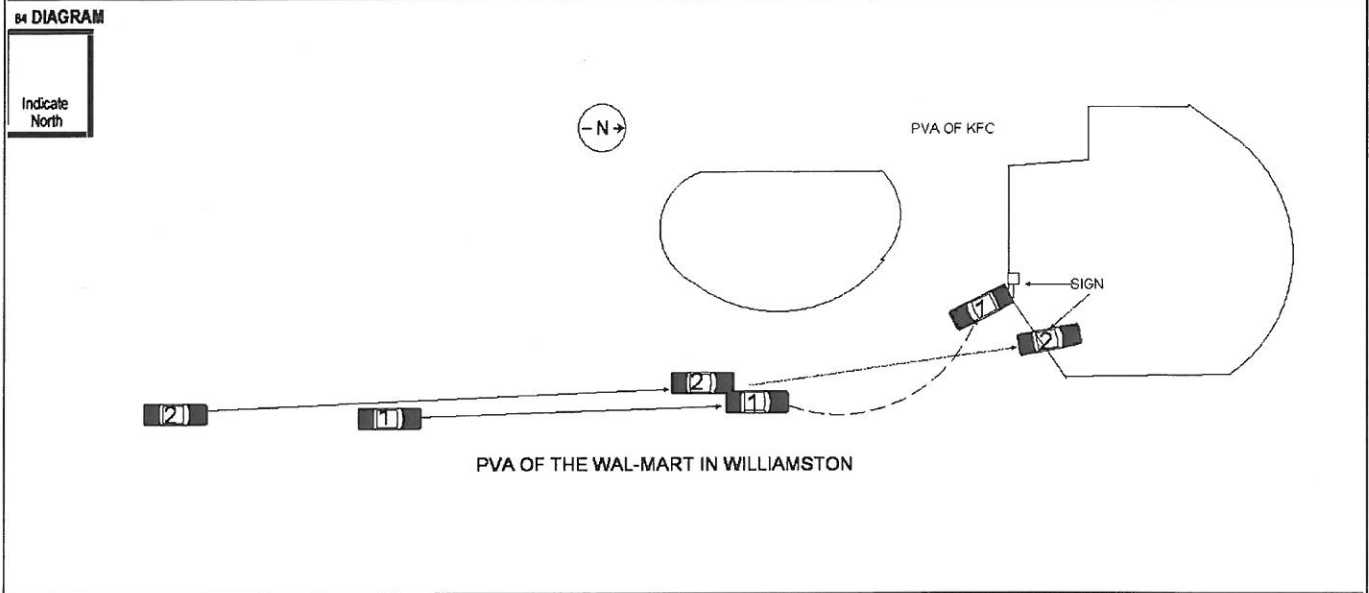 84 DIAGRAM
Indicate
North
-N→
PVA OF KFC
SIGN
1
2
2
1
2
1
PVA OF THE WAL-MART IN WILLIAMSTON